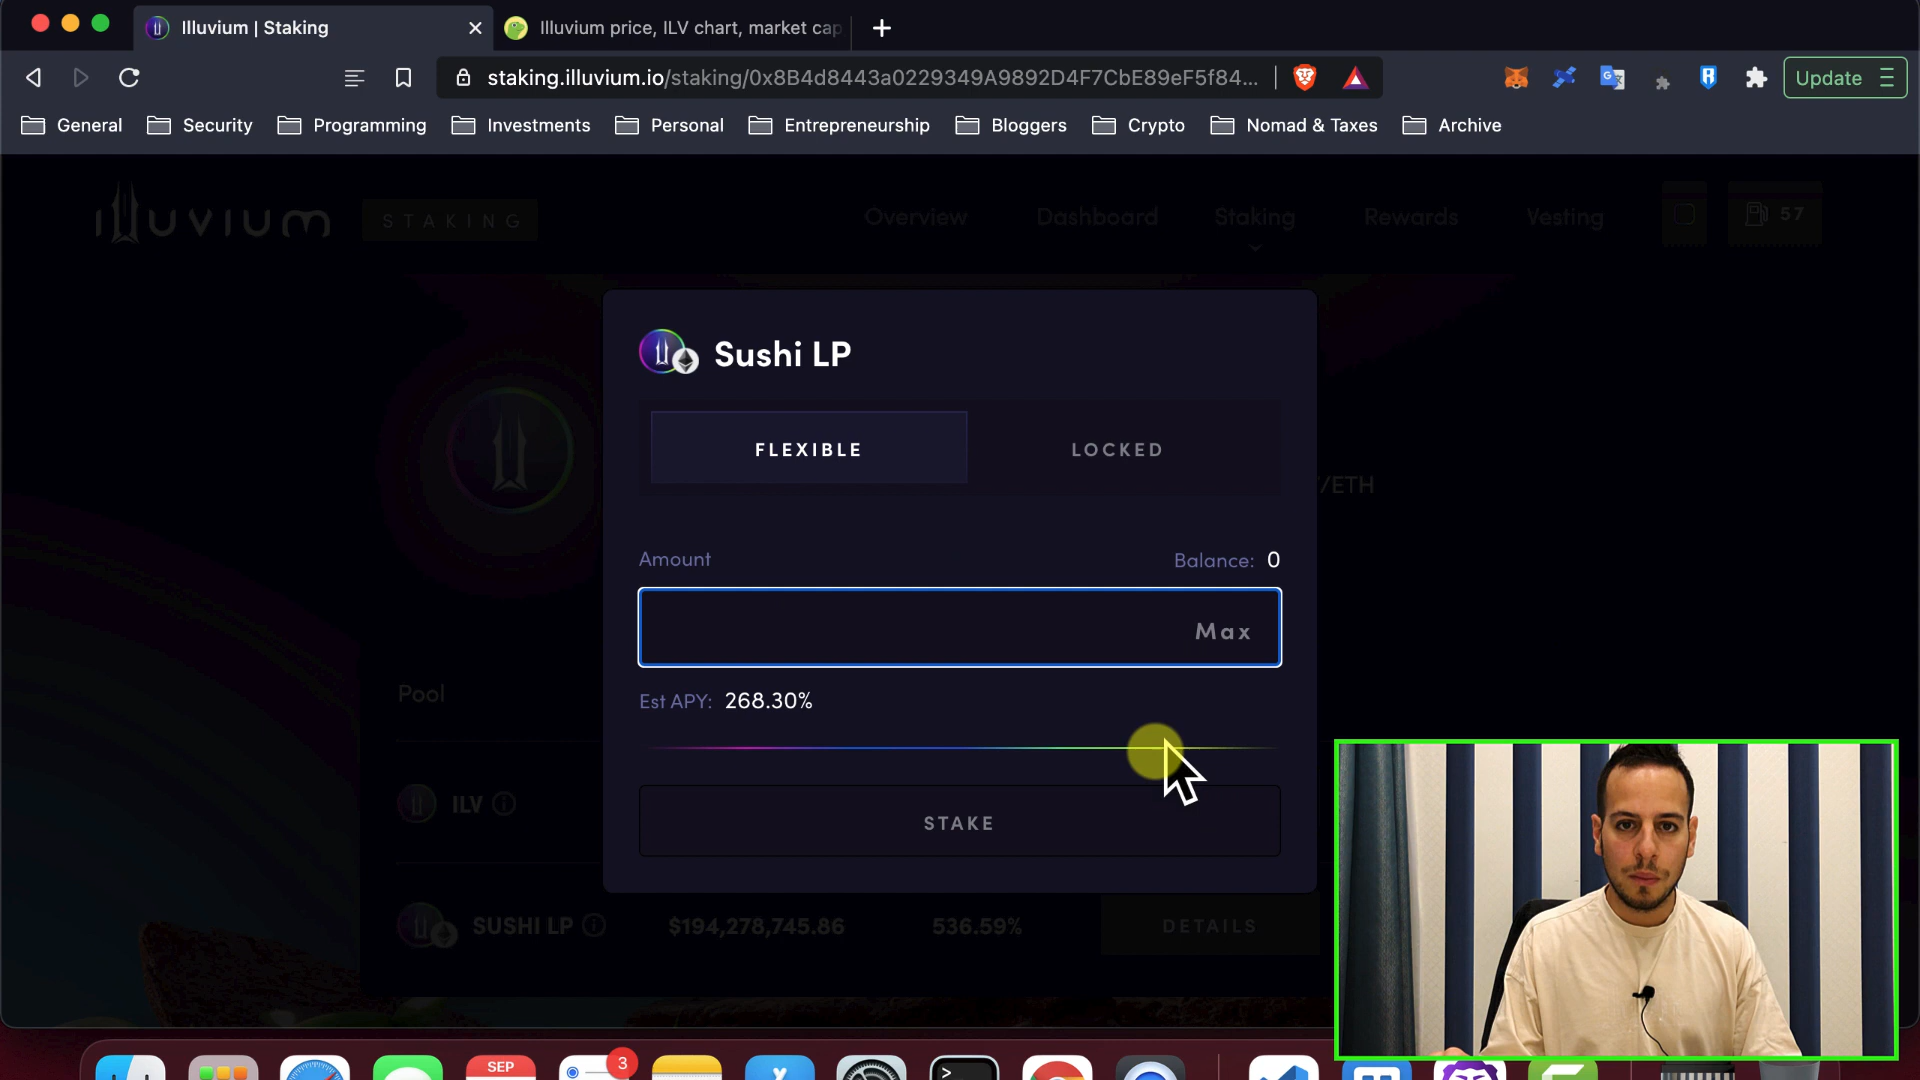 Illuvium | Staking
Illuvium price, ILV chart, market cap
staking.illuvium.io/staking/0x8B4d8443a0229349A9892D4F7CbE89eF5f84...
Update
General Security Programming Investments Personal Entrepreneurship Bloggers Crypto Nomad & Taxes Archive
ILLUVIUM STAKING Overview Dashboard Staking Rewards Vesting 57
Sushi LP
FLEXIBLE LOCKED
/ETH
Amount Balance: 0
Max
Est APY: 268.30%
Pool
ILV
STAKE
SUSHI LP $194,278,745.86 536.59% DETAILS
SEP
3